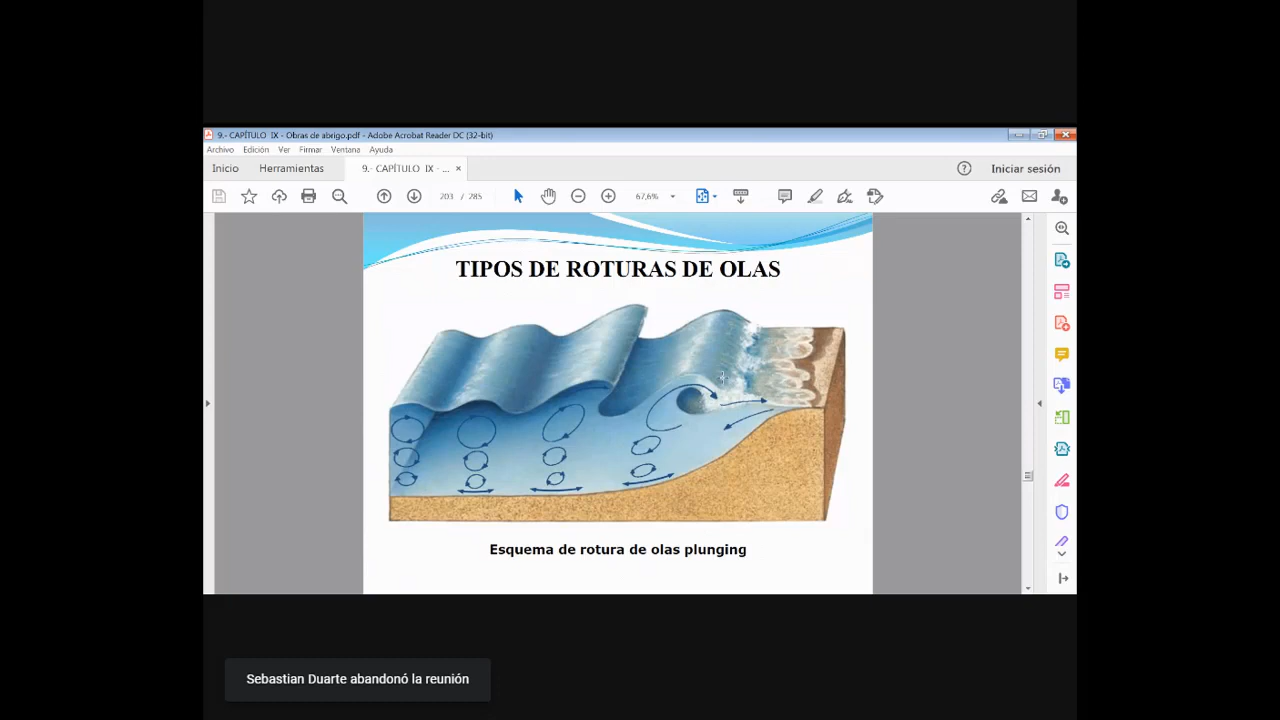 9.- CAPÍTULO IX - Obras de abrigo.pdf - Adobe Acrobat Reader DC (32-bit)
Archivo Edición Ver Firmar Ventana Ayuda
Inicio Herramientas 9.- CAPÍTULO IX - ... × Iniciar sesión
203 / 285 67,6%
TIPOS DE ROTURAS DE OLAS
Esquema de rotura de olas plunging
Sebastian Duarte abandonó la reunión